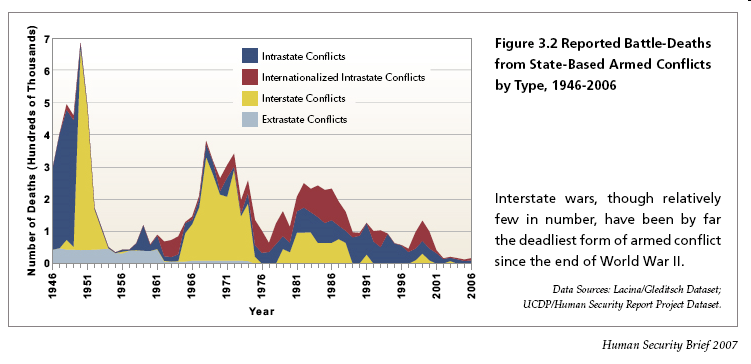 Figure 3.2 Reported Battle-Deaths
from State-Based Armed Conflicts
by Type, 1946-2006
Number of Deaths (Hundreds of Thousands)
7
6
5
4
3
2
1
0
Intrastate Conflicts
Internationalized Intrastate Conflicts
Interstate Conflicts
Extrastate Conflicts
1946
1951
1956
1961
1966
1971
1976
1981
1986
1991
1996
2001
2006
Year
Interstate wars, though relatively
few in number, have been by far
the deadliest form of armed conflict
since the end of World War II.
Data Sources: Lacina/Gleditsch Dataset;
UCDP/Human Security Report Project Dataset.
Human Security Brief 2007